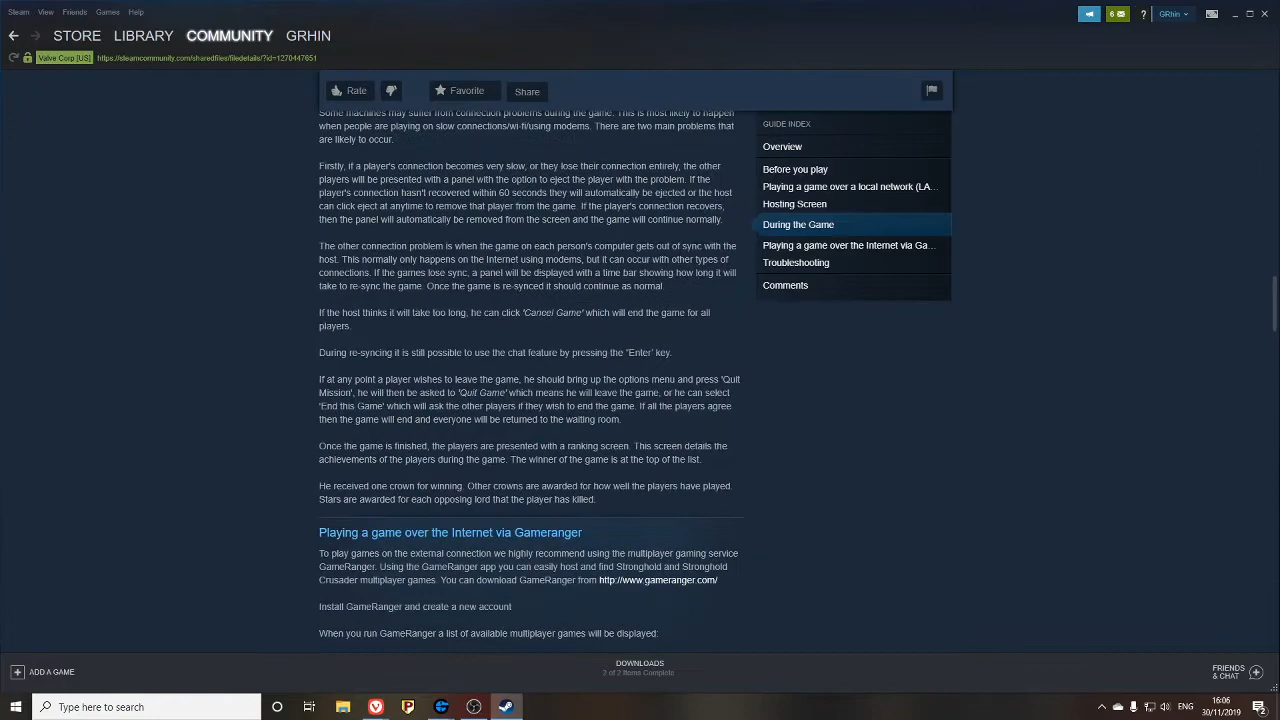 Steam View Friends Games Help
6 ? GRhin
STORE LIBRARY COMMUNITY GRHIN
Valve Corp [US] https://steamcommunity.com/sharedfiles/filedetails/?id=1270447651
Rate Favorite Share
Some machines may suffer from connection problems during the game. This is most likely to happen
when people are playing on slow connections/wi-fi/using modems. There are two main problems that
are likely to occur.
Firstly, if a player's connection becomes very slow, or they lose their connection entirely, the other
players will be presented with a panel with the option to eject the player with the problem. If the
player's connection hasn't recovered within 60 seconds they will automatically be ejected or the host
can click eject at anytime to remove that player from the game. If the player's connection recovers,
then the panel will automatically be removed from the screen and the game will continue normally.
The other connection problem is when the game on each person's computer gets out of sync with the
host. This normally only happens on the Internet using modems, but it can occur with other types of
connections. If the games lose sync, a panel will be displayed with a time bar showing how long it will
take to re-sync the game. Once the game is re-synced it should continue as normal.
If the host thinks it will take too long, he can click 'Cancel Game' which will end the game for all
players.
During re-syncing it is still possible to use the chat feature by pressing the "Enter' key.
If at any point a player wishes to leave the game, he should bring up the options menu and press 'Quit
Mission', he will then be asked to 'Quit Game' which means he will leave the game, or he can select
'End this Game' which will ask the other players if they wish to end the game. If all the players agree
then the game will end and everyone will be returned to the waiting room.
Once the game is finished, the players are presented with a ranking screen. This screen details the
achievements of the players during the game. The winner of the game is at the top of the list.
He received one crown for winning. Other crowns are awarded for how well the players have played.
Stars are awarded for each opposing lord that the player has killed.
Playing a game over the Internet via Gameranger
To play games on the external connection we highly recommend using the multiplayer gaming service
GameRanger. Using the GameRanger app you can easily host and find Stronghold and Stronghold
Crusader multiplayer games. You can download GameRanger from http://www.gameranger.com/
Install GameRanger and create a new account
When you run GameRanger a list of available multiplayer games will be displayed:
GUIDE INDEX
Overview
Before you play
Playing a game over a local network (LA...
Hosting Screen
During the Game
Playing a game over the Internet via Ga...
Troubleshooting
Comments
ADD A GAME
DOWNLOADS
2 of 2 Items Complete
FRIENDS
& CHAT
Type here to search
ENG
16:06
30/11/2019
2